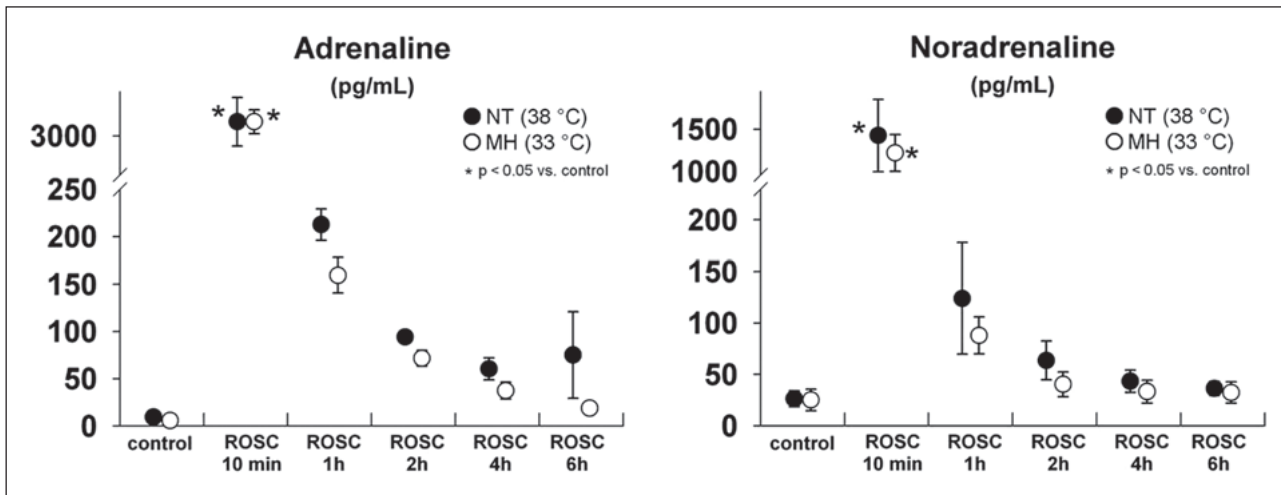 Adrenaline
(pg/mL)
NT (38 °C)
MH (33 °C)
* p < 0.05 vs. control
* *
3000
250
200
150
100
50
0
control ROSC 10 min ROSC 1h ROSC 2h ROSC 4h ROSC 6h
Noradrenaline
(pg/mL)
NT (38 °C)
MH (33 °C)
* p < 0.05 vs. control
* *
1500
1000
250
200
150
100
50
0
control ROSC 10 min ROSC 1h ROSC 2h ROSC 4h ROSC 6h